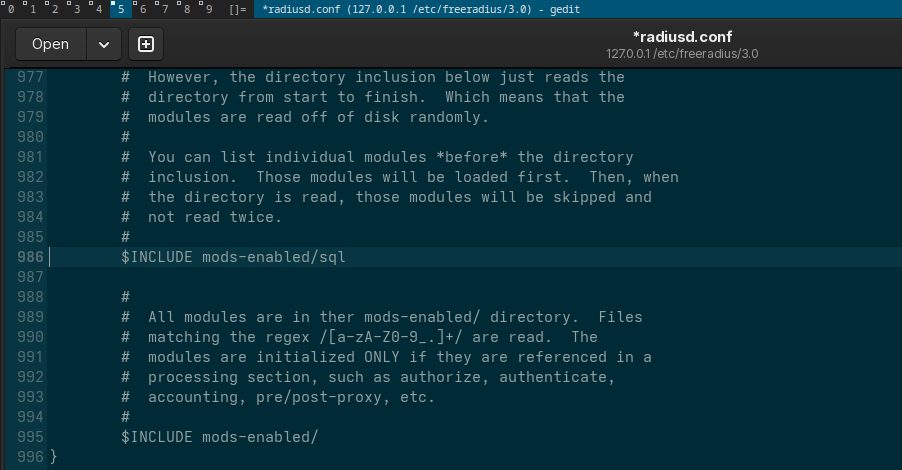 0 1 2 3 4 5 6 7 8 9 []= *radiusd.conf (127.0.0.1 /etc/freeradius/3.0) - gedit
Open *radiusd.conf
127.0.0.1 /etc/freeradius/3.0
977 # However, the directory inclusion below just reads the
978 # directory from start to finish. Which means that the
979 # modules are read off of disk randomly.
980 #
981 # You can list individual modules *before* the directory
982 # inclusion. Those modules will be loaded first. Then, when
983 # the directory is read, those modules will be skipped and
984 # not read twice.
985 #
986 $INCLUDE mods-enabled/sql
987
988 #
989 # All modules are in ther mods-enabled/ directory. Files
990 # matching the regex /[a-zA-Z0-9_.]+/ are read. The
991 # modules are initialized ONLY if they are referenced in a
992 # processing section, such as authorize, authenticate,
993 # accounting, pre/post-proxy, etc.
994 #
995 $INCLUDE mods-enabled/
996 }